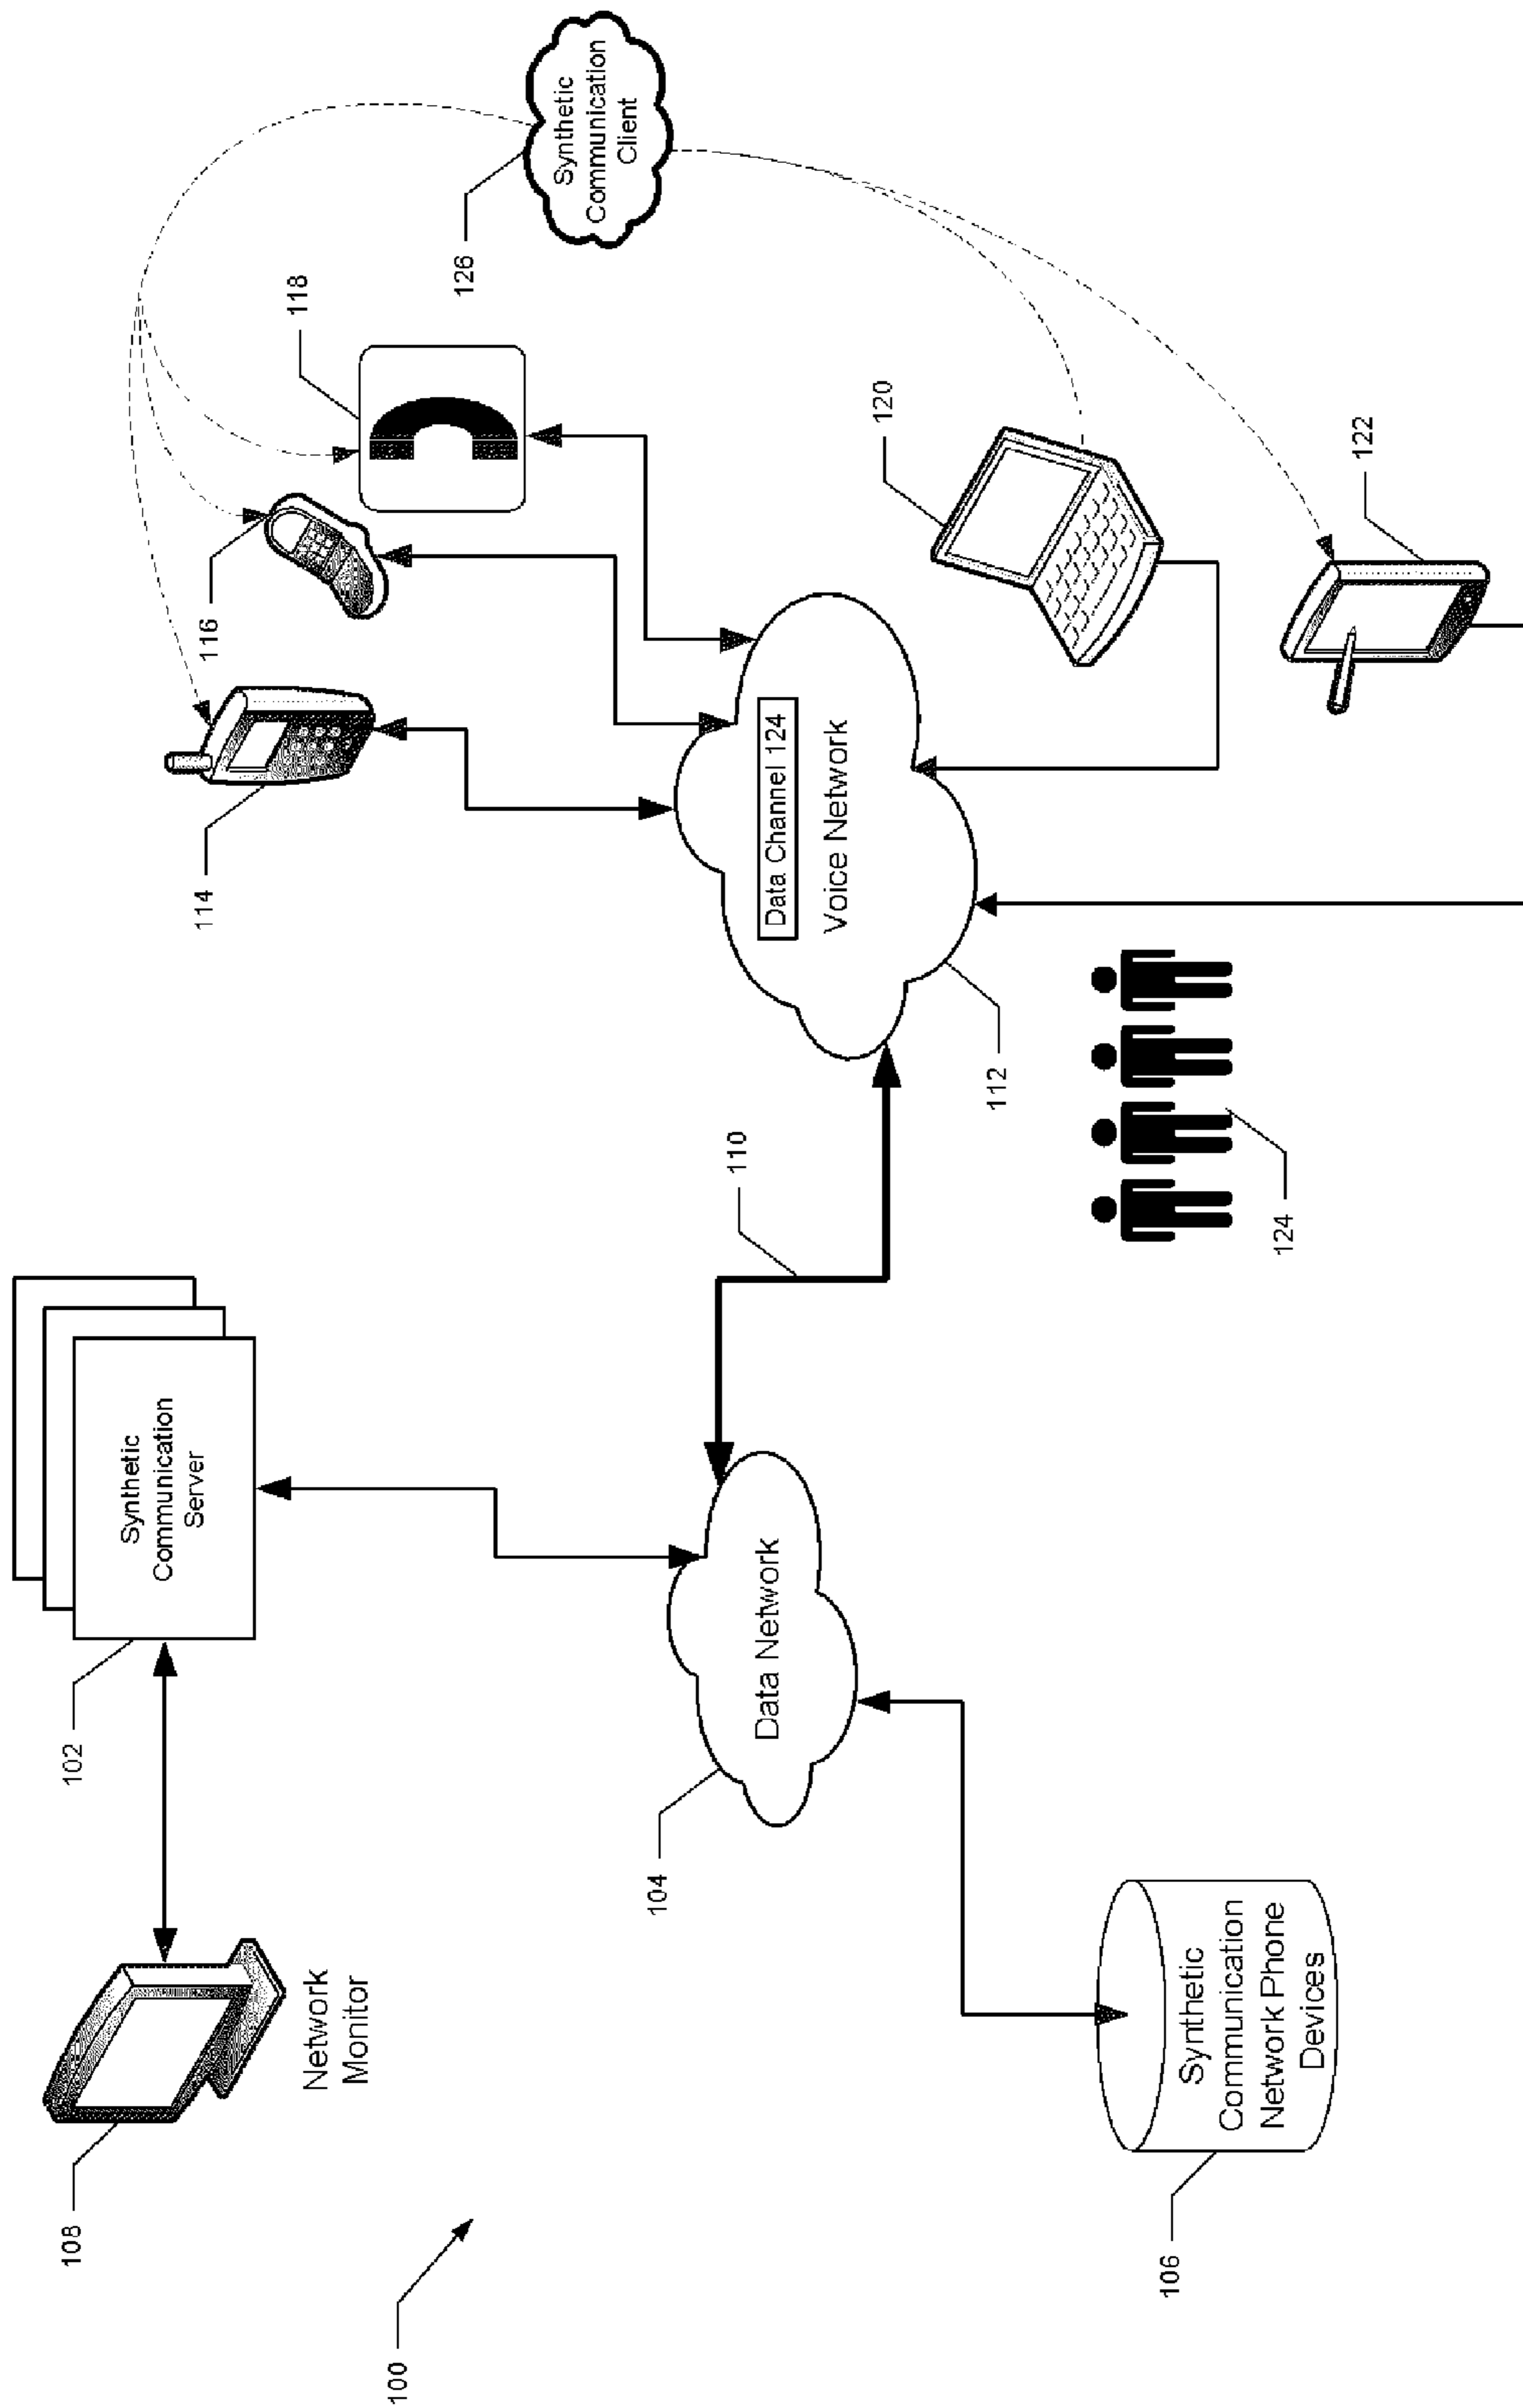 100
108
Network
Monitor
102
Synthetic
Communication
Server
104
Data Network
106
Synthetic
Communication
Network Phone
Devices
110
112
Data Channel 124
Voice Network
124
114
116
118
120
122
126
Synthetic
Communication
Client